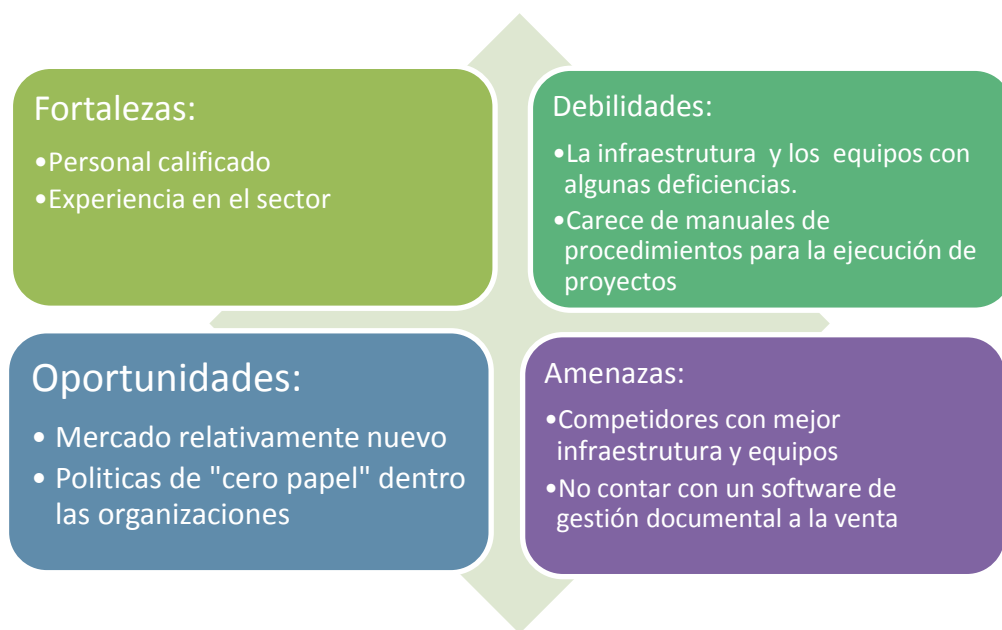 Fortalezas:
•Personal calificado
•Experiencia en el sector
Debilidades:
•La infraestrutura y los equipos con
algunas deficiencias.
•Carece de manuales de
procedimientos para la ejecución de
proyectos
Oportunidades:
• Mercado relativamente nuevo
• Politicas de "cero papel" dentro
las organizaciones
Amenazas:
•Competidores con mejor
infraestrutura y equipos
•No contar con un software de
gestión documental a la venta